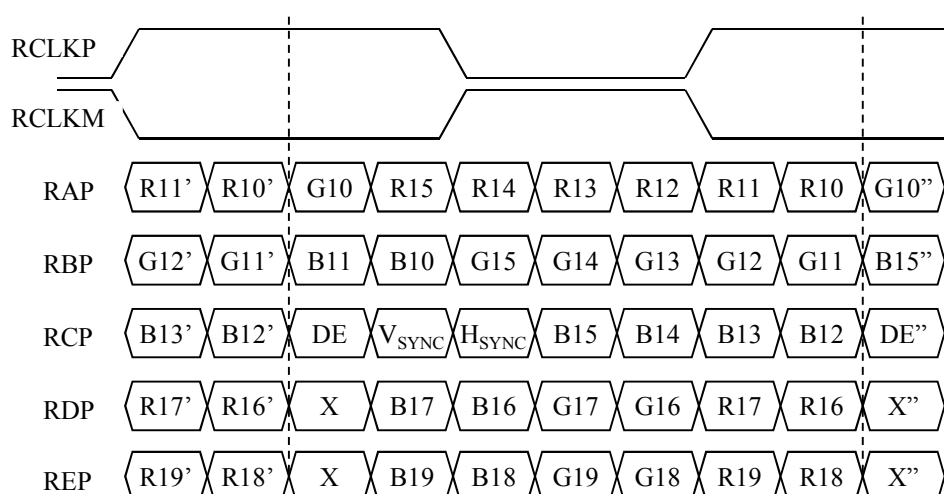 RCLKP
RCLKM
RAP R11’ R10’ G10 R15 R14 R13 R12 R11 R10 G10”
RBP G12’ G11’ B11 B10 G15 G14 G13 G12 G11 B15”
RCP B13’ B12’ DE VSYNC HSYNC B15 B14 B13 B12 DE”
RDP R17’ R16’ X B17 B16 G17 G16 R17 R16 X”
REP R19’ R18’ X B19 B18 G19 G18 R19 R18 X”